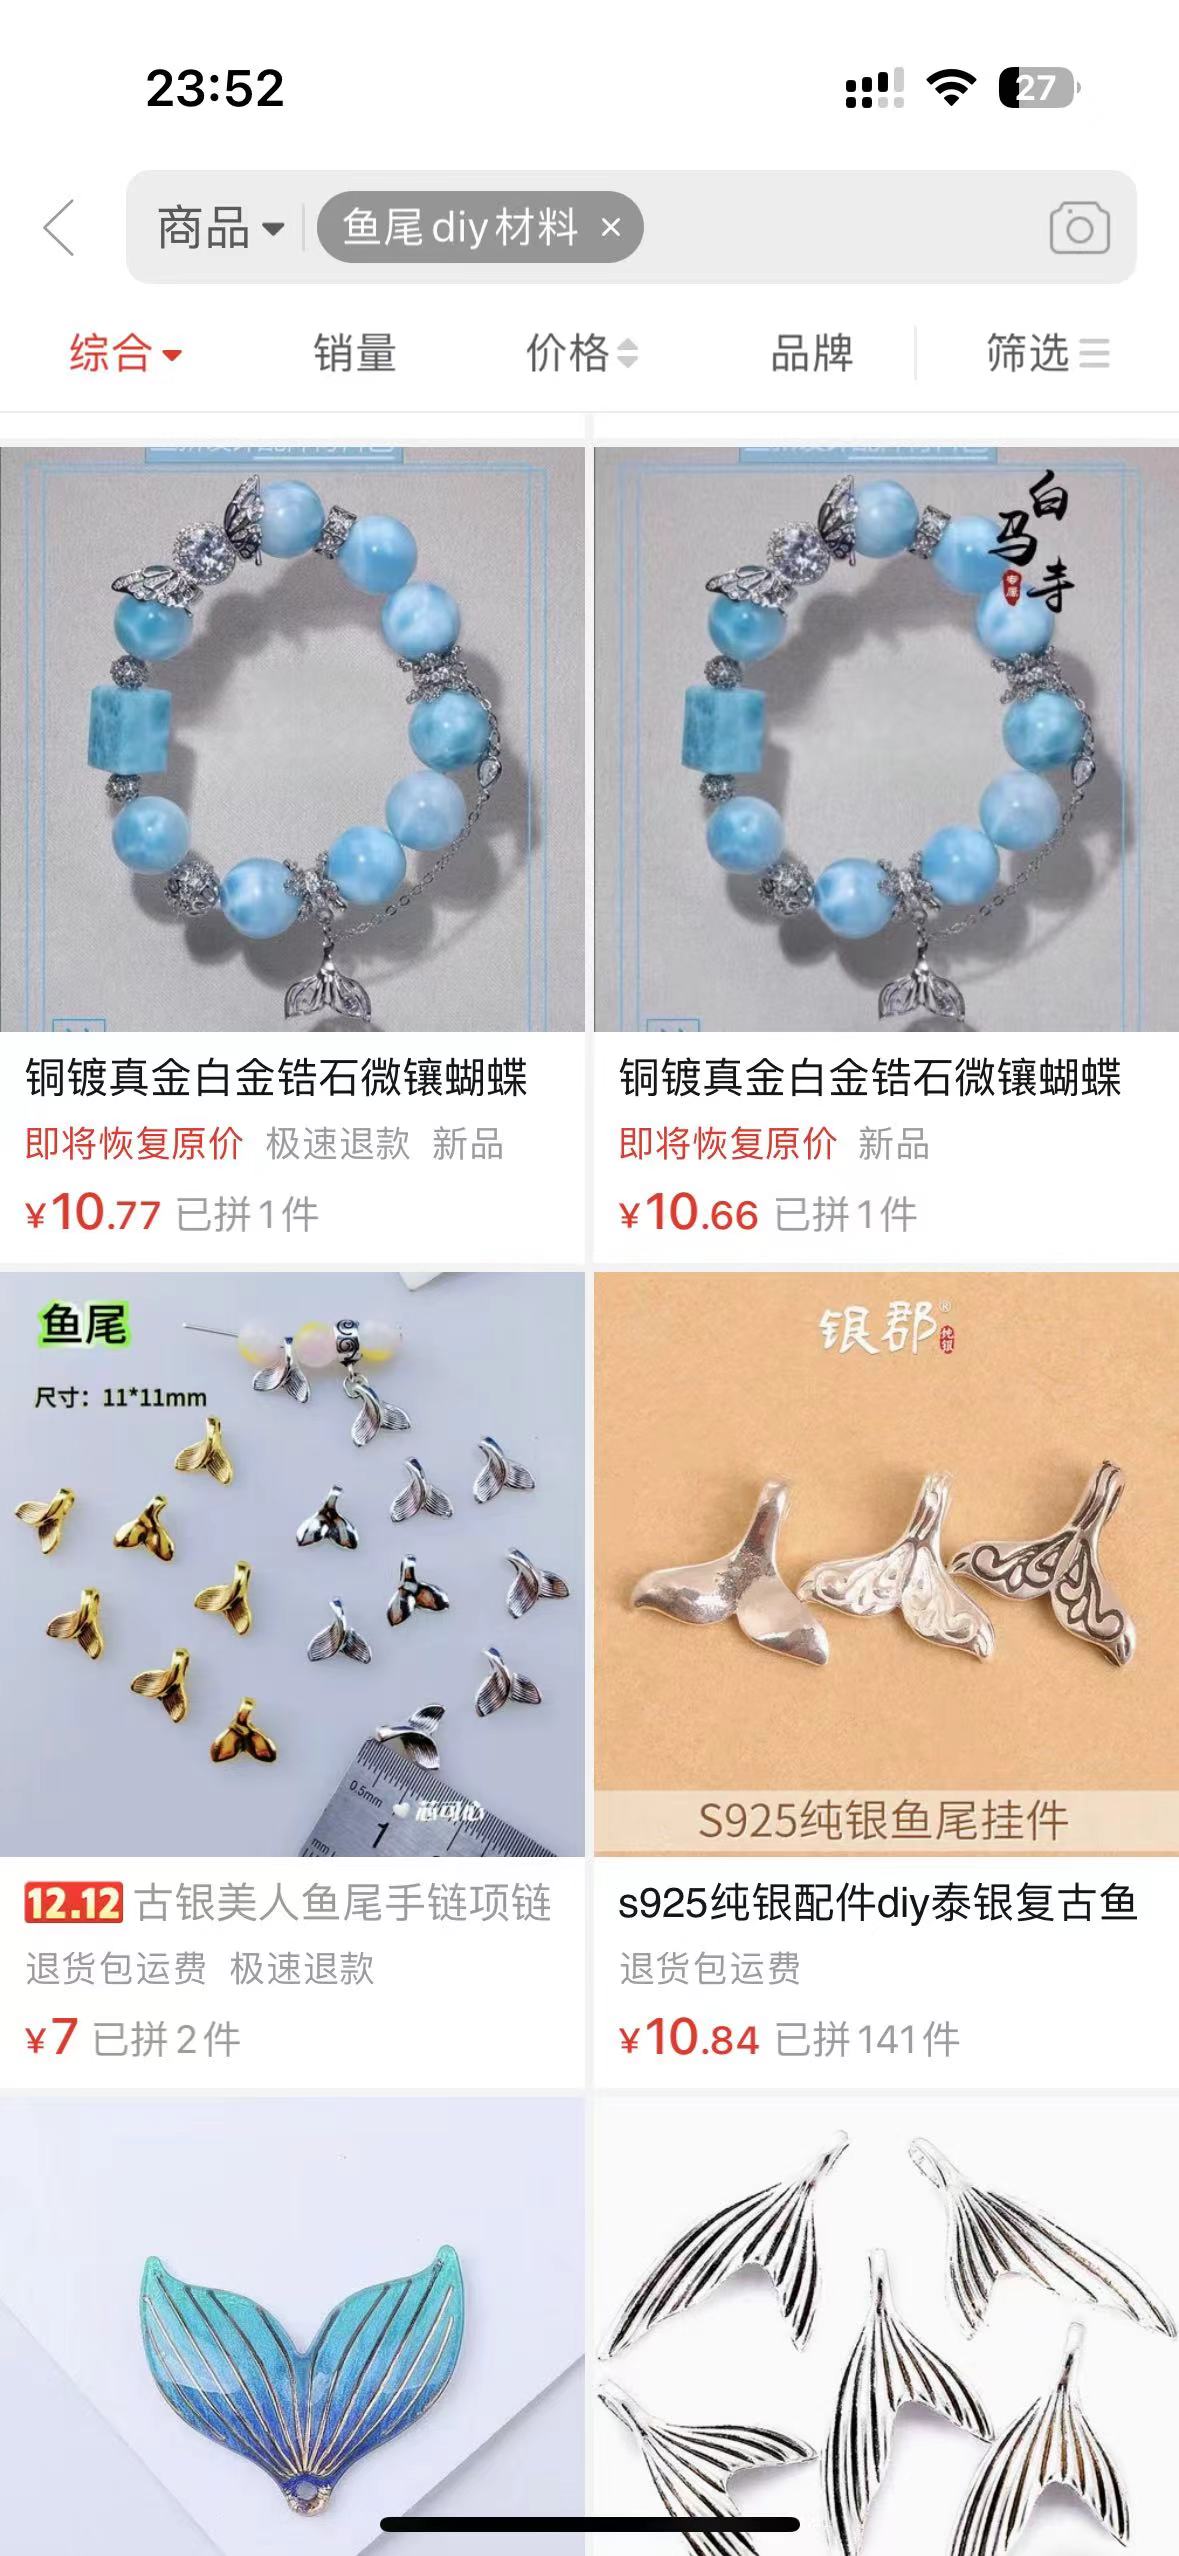 23:52
27
商品
鱼尾diy材料 ×
综合
销量
价格
品牌
筛选
白马寺
专属
铜镀真金白金锆石微镶蝴蝶
即将恢复原价 极速退款 新品
¥10.77 已拼1件
铜镀真金白金锆石微镶蝴蝶
即将恢复原价 新品
¥10.66 已拼1件
鱼尾
尺寸：11*11mm
0.5mm
1
mm
银郡®
纯银
S925纯银鱼尾挂件
12.12 古银美人鱼尾手链项链
退货包运费 极速退款
¥7 已拼2件
s925纯银配件diy泰银复古鱼
退货包运费
¥10.84 已拼141件